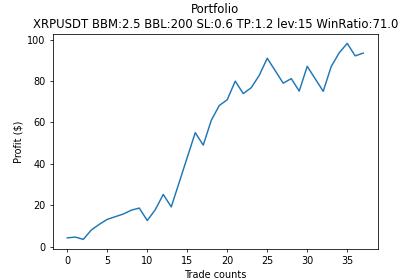 Portfolio
XRPUSDT BBM:2.5 BBL:200 SL:0.6 TP:1.2 lev:15 WinRatio:71.0
100
80
60
40
20
0
Profit ($)
0 5 10 15 20 25 30 35
Trade counts